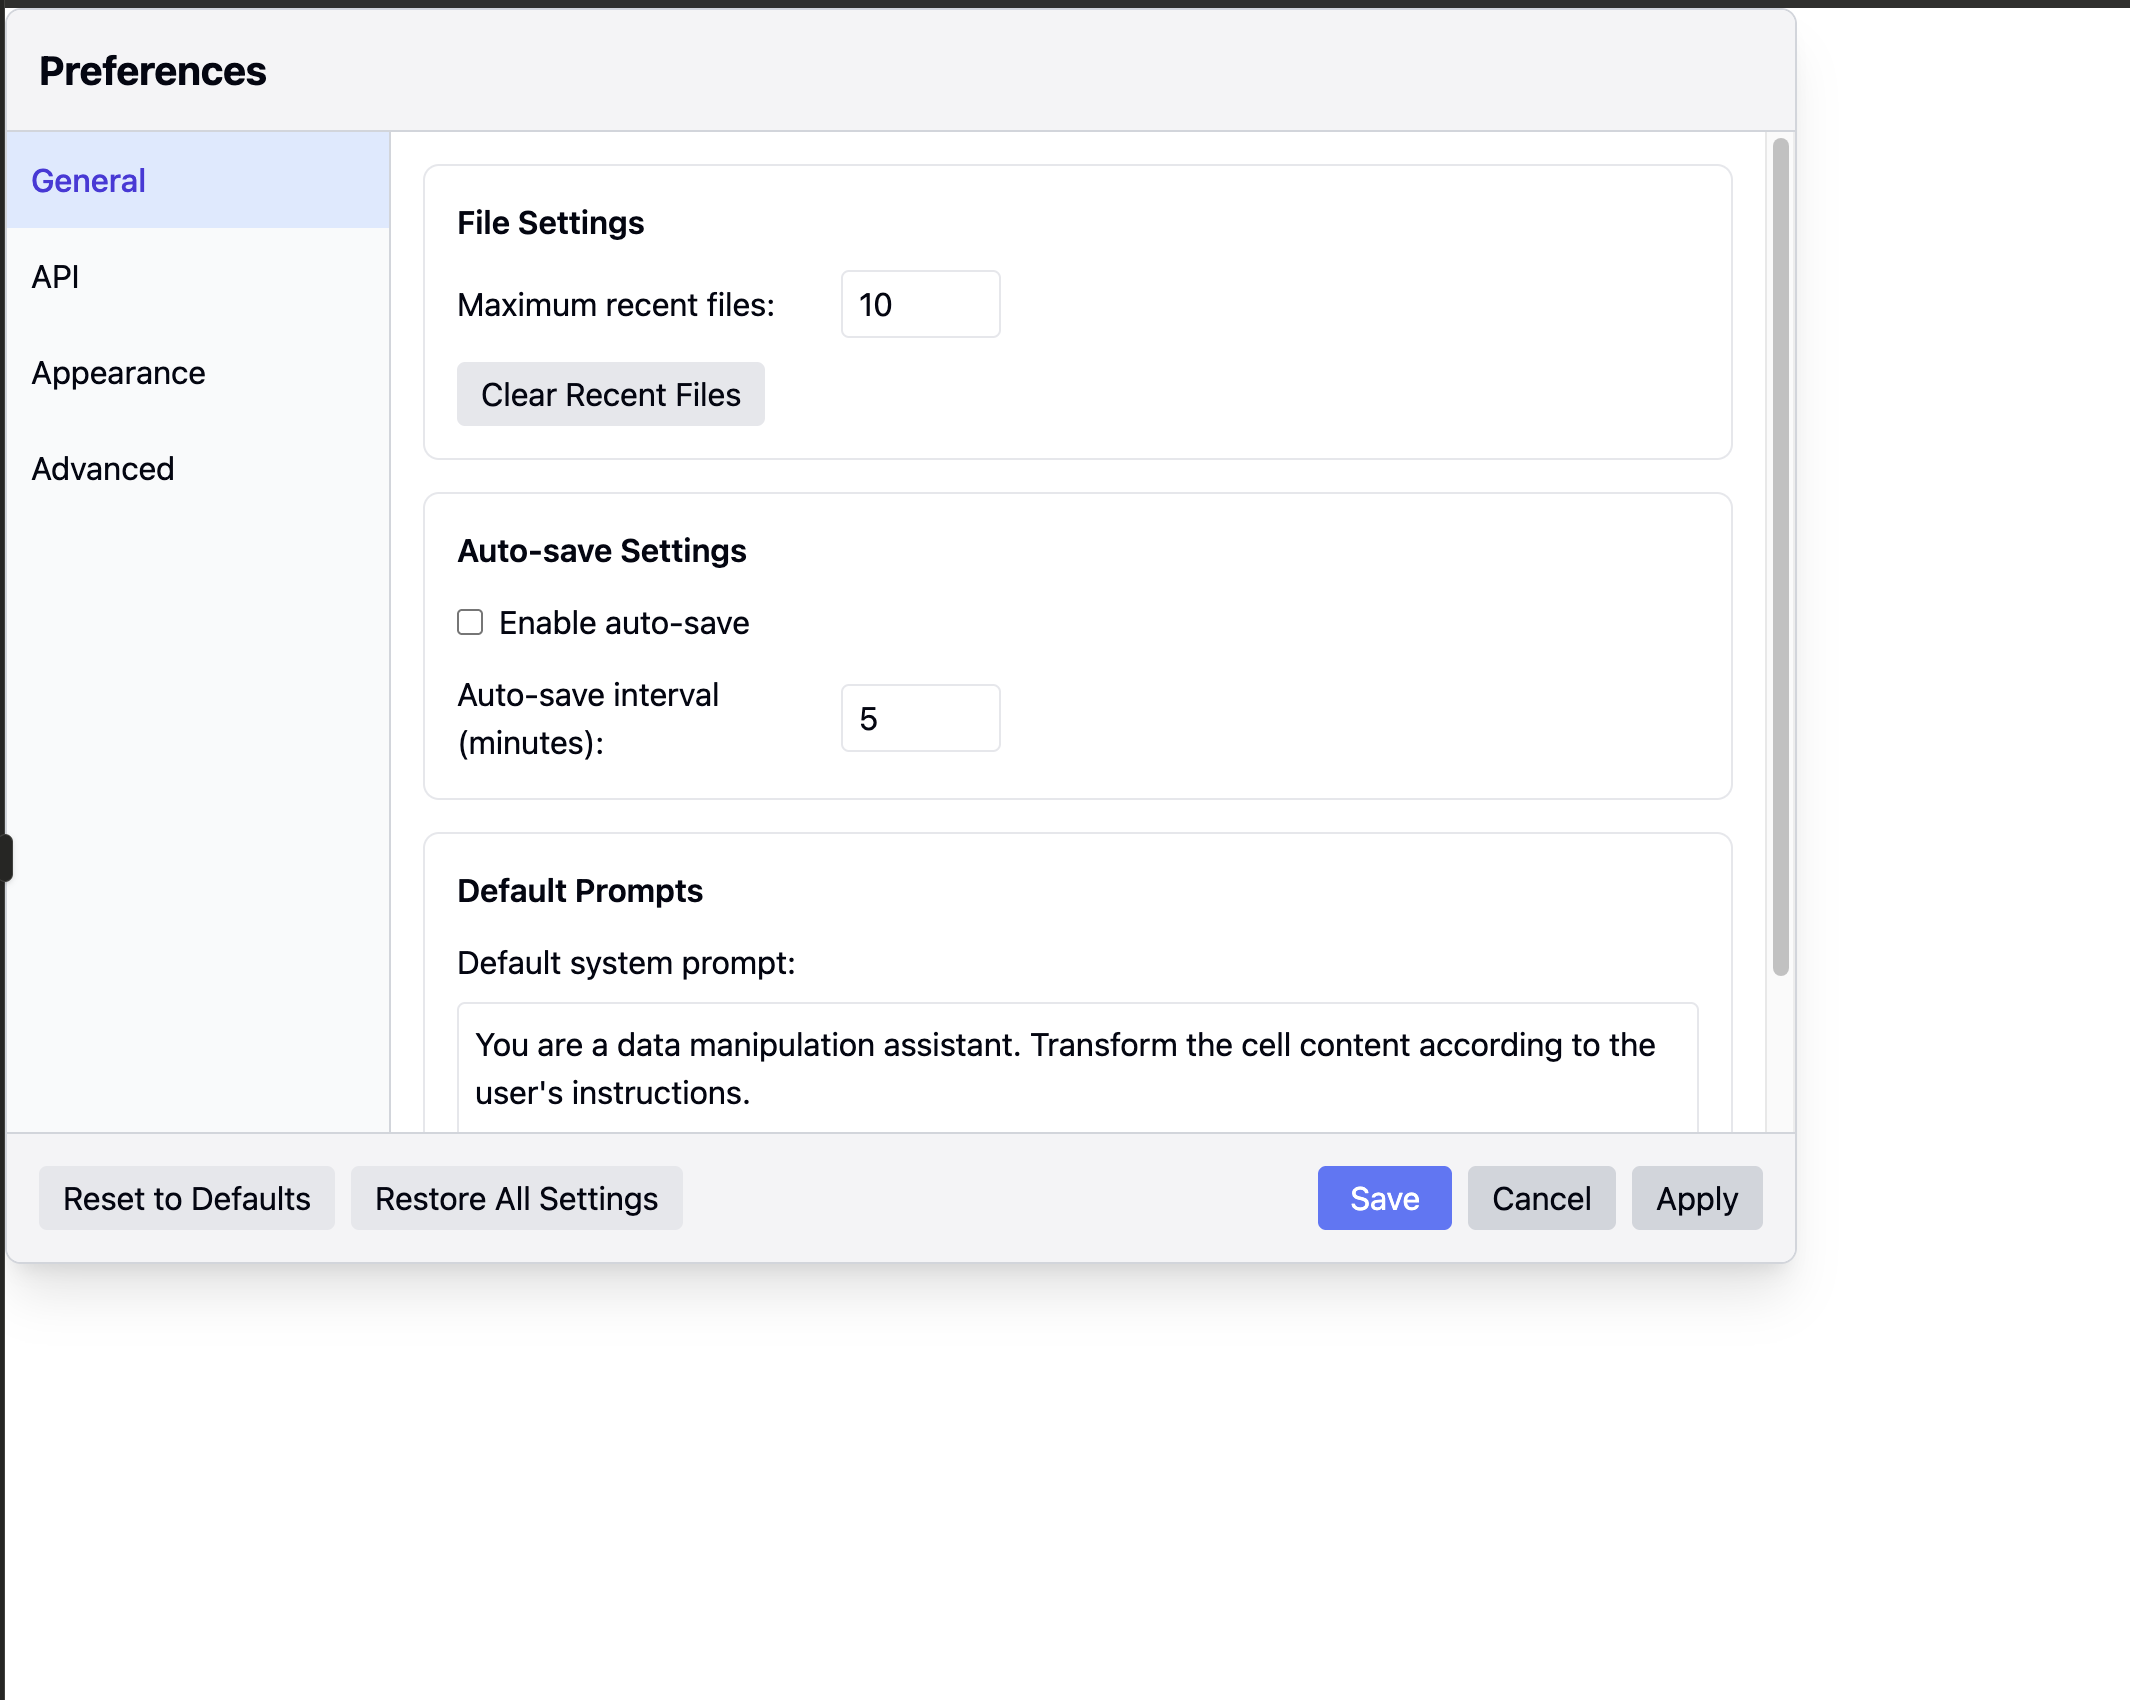 Preferences
General
API
Appearance
Advanced
File Settings
Maximum recent files:
10
Clear Recent Files
Auto-save Settings
Enable auto-save
Auto-save interval
(minutes):
5
Default Prompts
Default system prompt:
You are a data manipulation assistant. Transform the cell content according to the
user's instructions.
Reset to Defaults
Restore All Settings
Save
Cancel
Apply